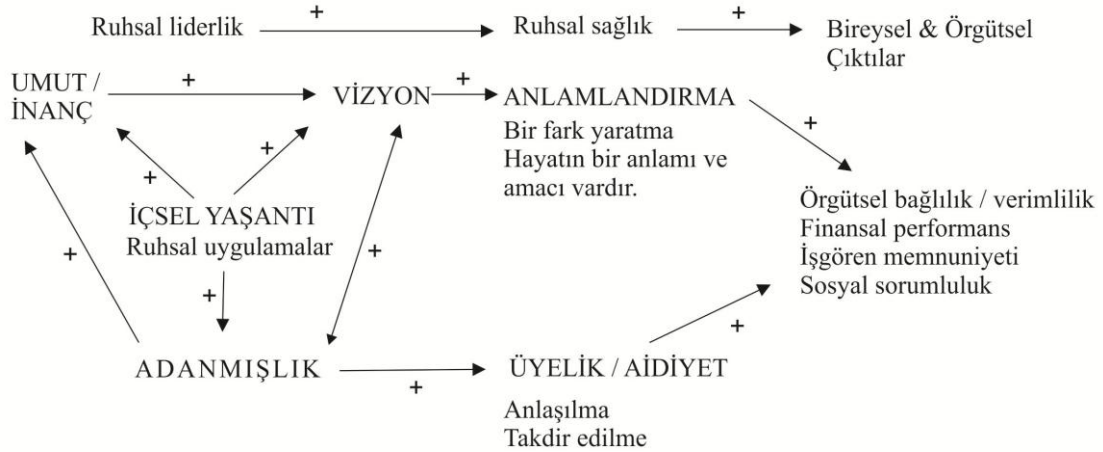 Ruhsal liderlik
+
Ruhsal sağlık
+
Bireysel & Örgütsel
Çıktılar
UMUT /
İNANÇ
+
VİZYON
+
ANLAMLANDIRMA
Bir fark yaratma
Hayatın bir anlamı ve
amacı vardır.
+
+
+
İÇSEL YAŞANTI
Ruhsal uygulamalar
+
+
+
Örgütsel bağlılık / verimlilik
Finansal performans
İşgören memnuniyeti
Sosyal sorumluluk
ADANMIŞLIK
+
ÜYELİK / AİDİYET
Anlaşılma
Takdir edilme
+